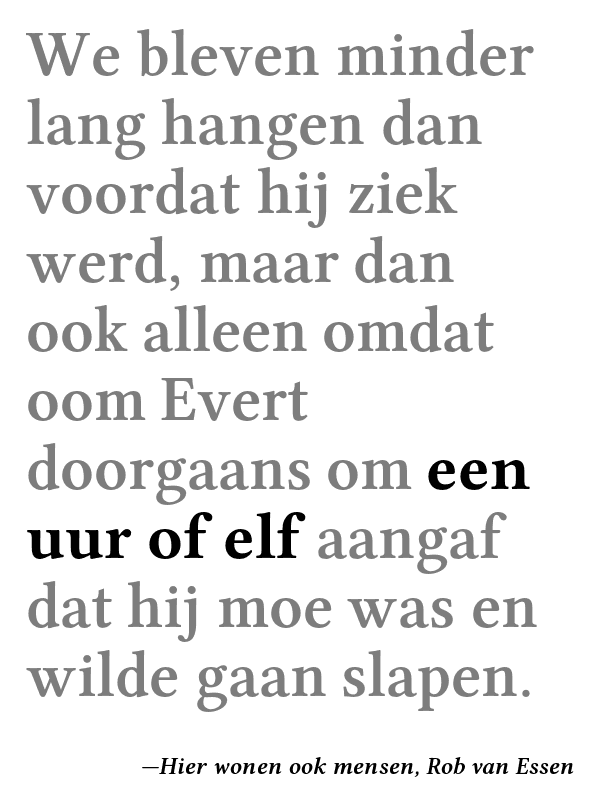 We bleven minder
lang hangen dan
voordat hij ziek
werd, maar dan
ook alleen omdat
oom Evert
doorgaans om een
uur of elf aangaf
dat hij moe was en
wilde gaan slapen.
—Hier wonen ook mensen, Rob van Essen